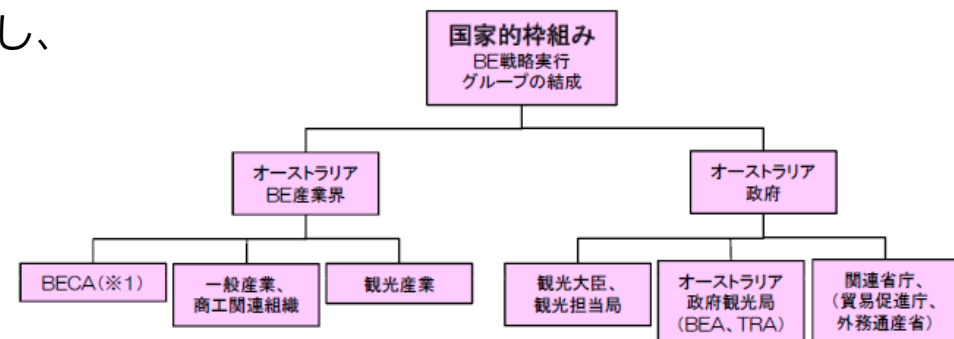 し、
国家的枠組み
BE戦略実行
グループの結成
オーストラリア
BE産業界
オーストラリア
政府
BECA(※1)
一般産業、
商工関連組織
観光産業
観光大臣、
観光担当局
オーストラリア
政府観光局
(BEA、TRA)
関連省庁、
(貿易促進庁、
外務通産省)